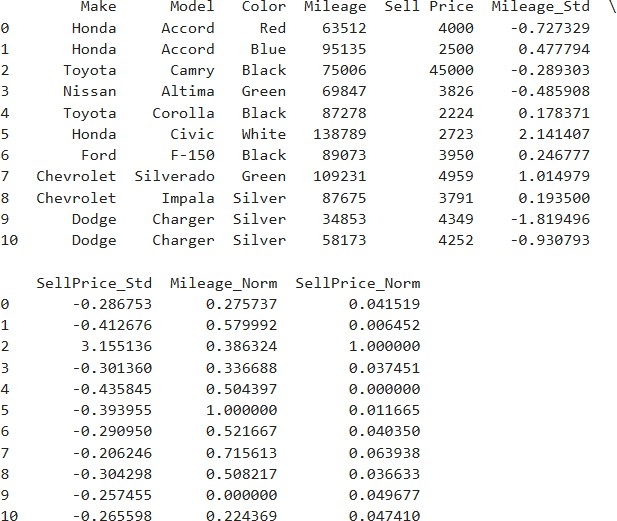 Make Model Color Mileage Sell Price Mileage_Std \
0 Honda Accord Red 63512 4000 -0.727329
1 Honda Accord Blue 95135 2500 0.477794
2 Toyota Camry Black 75006 45000 -0.289303
3 Nissan Altima Green 69847 3826 -0.485908
4 Toyota Corolla Black 87278 2224 0.178371
5 Honda Civic White 138789 2723 2.141407
6 Ford F-150 Black 89073 3950 0.246777
7 Chevrolet Silverado Green 109231 4959 1.014979
8 Chevrolet Impala Silver 87675 3791 0.193500
9 Dodge Charger Silver 34853 4349 -1.819496
10 Dodge Charger Silver 58173 4252 -0.930793
SellPrice_Std Mileage_Norm SellPrice_Norm
0 -0.286753 0.275737 0.041519
1 -0.412676 0.579992 0.006452
2 3.155136 0.386324 1.000000
3 -0.301360 0.336688 0.037451
4 -0.435845 0.504397 0.000000
5 -0.393955 1.000000 0.011665
6 -0.290950 0.521667 0.040350
7 -0.206246 0.715613 0.063938
8 -0.304298 0.508217 0.036633
9 -0.257455 0.000000 0.049677
10 -0.265598 0.224369 0.047410